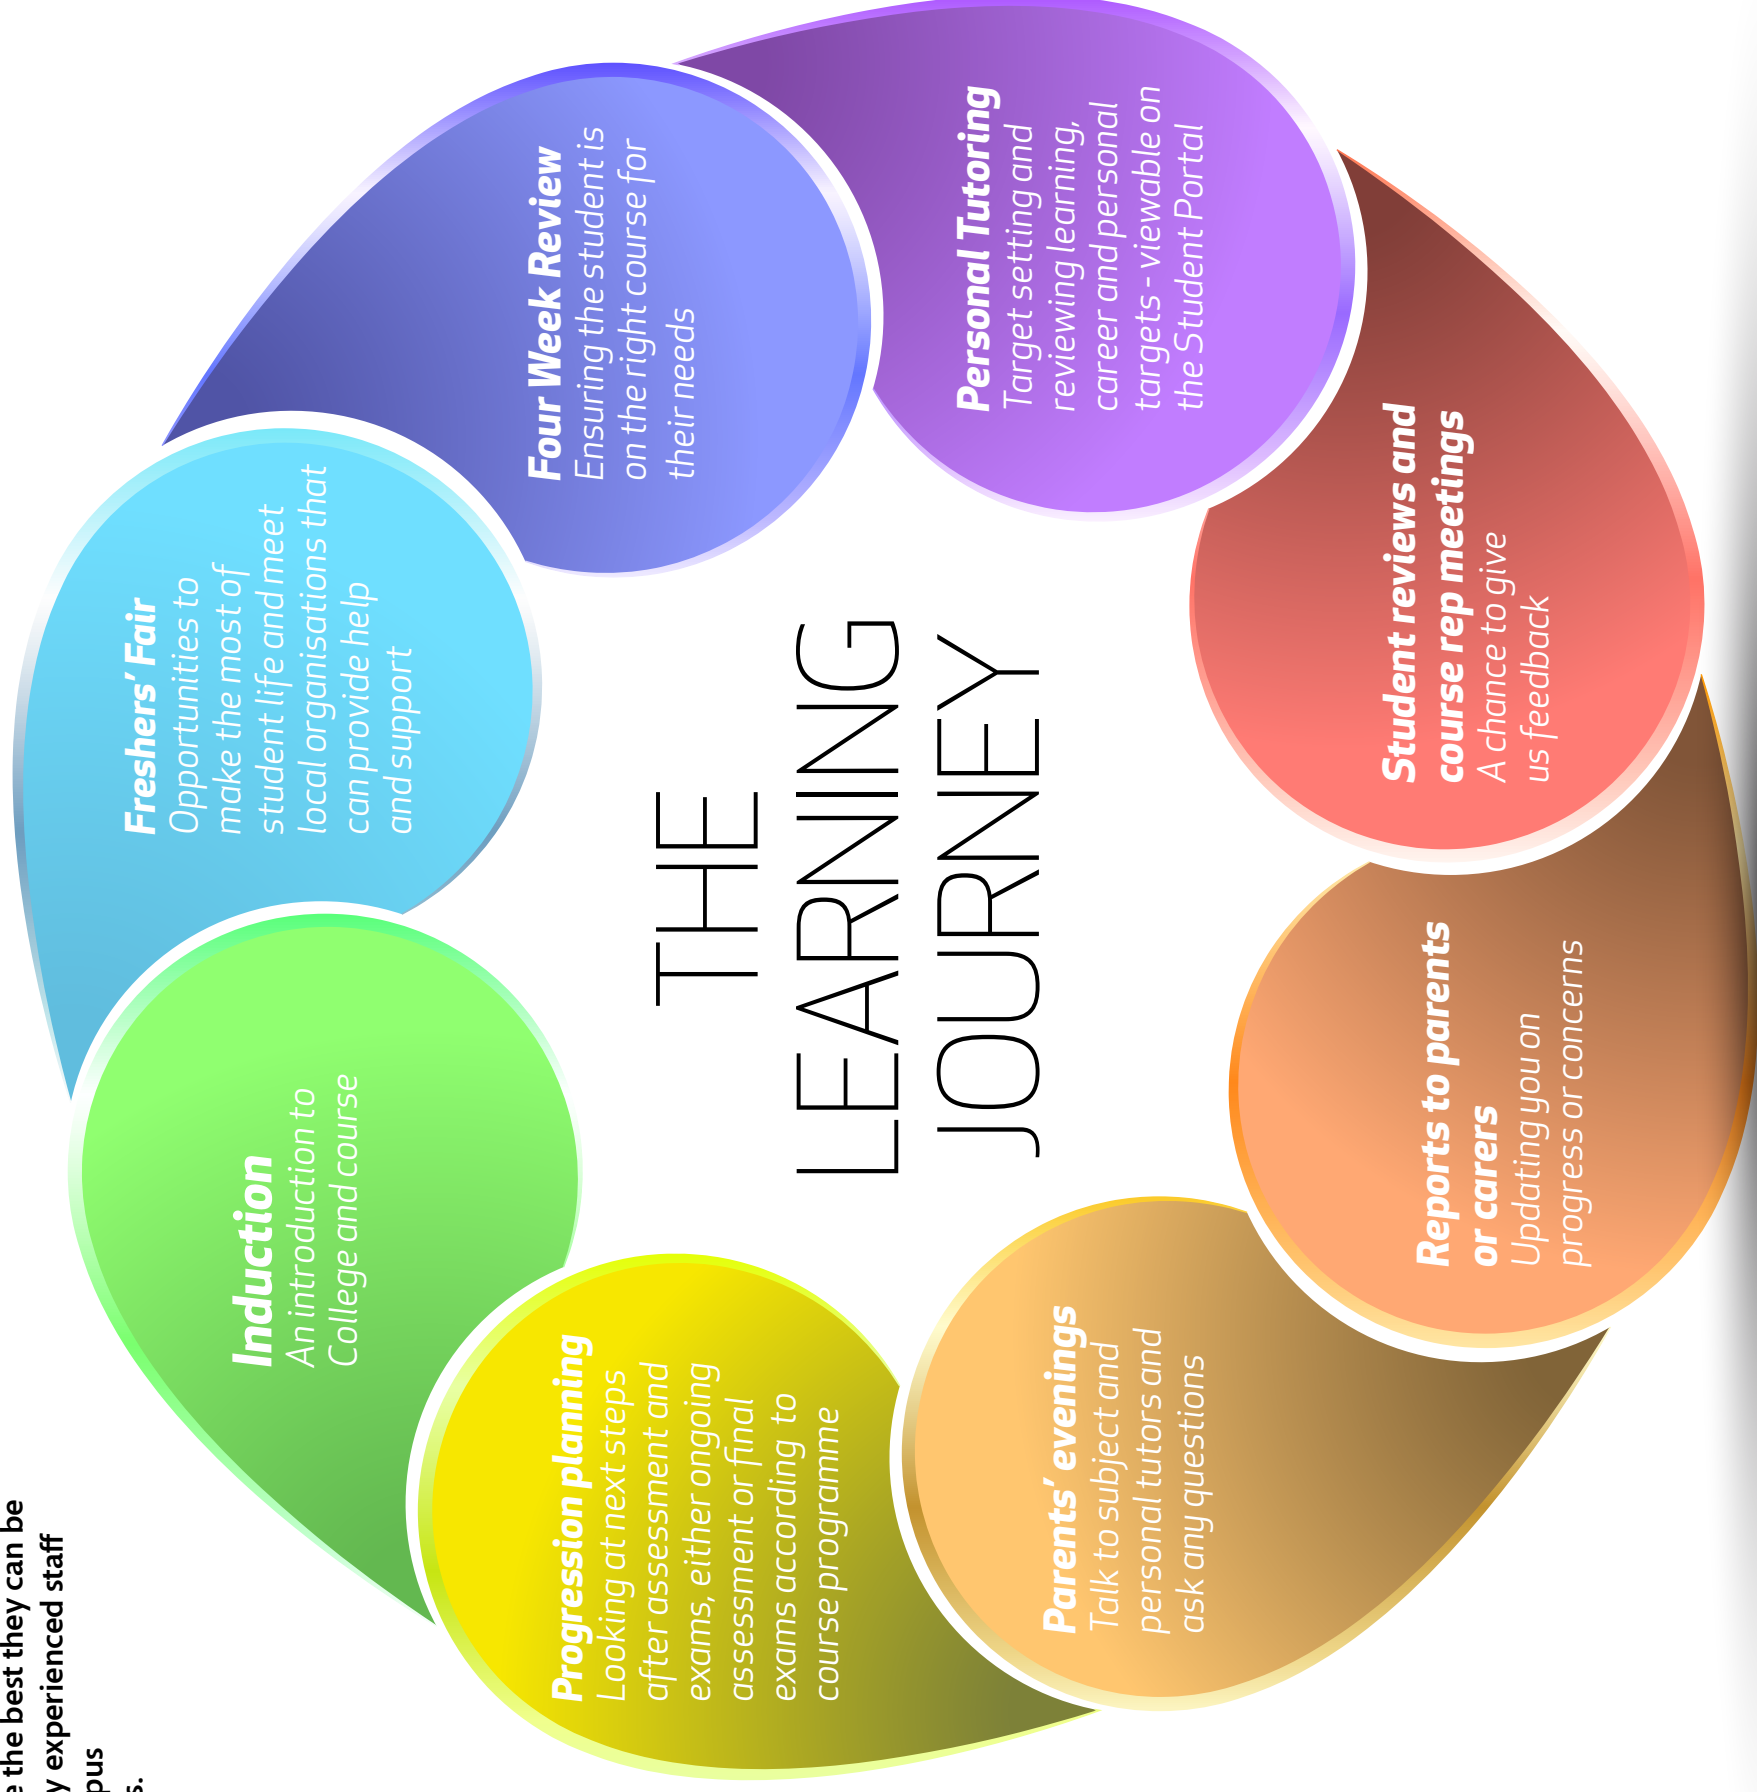 the best they can be
experienced staff
THE
LEARNING
JOURNEY
Induction
An introduction to
College and course
Freshers’ Fair
Opportunities to
make the most of
student life and meet
local organisations that
can provide help
and support
Four Week Review
Ensuring the student is
on the right course for
their needs
Personal Tutoring
Target setting and
reviewing learning,
career and personal
targets - viewable on
the Student Portal
Student reviews and
course rep meetings
A chance to give
us feedback
Reports to parents
or carers
Updating you on
progress or concerns
Parents’ evenings
Talk to subject and
personal tutors and
ask any questions
Progression planning
Looking at next steps
after assessment and
exams, either ongoing
assessment or final
exams according to
course programme